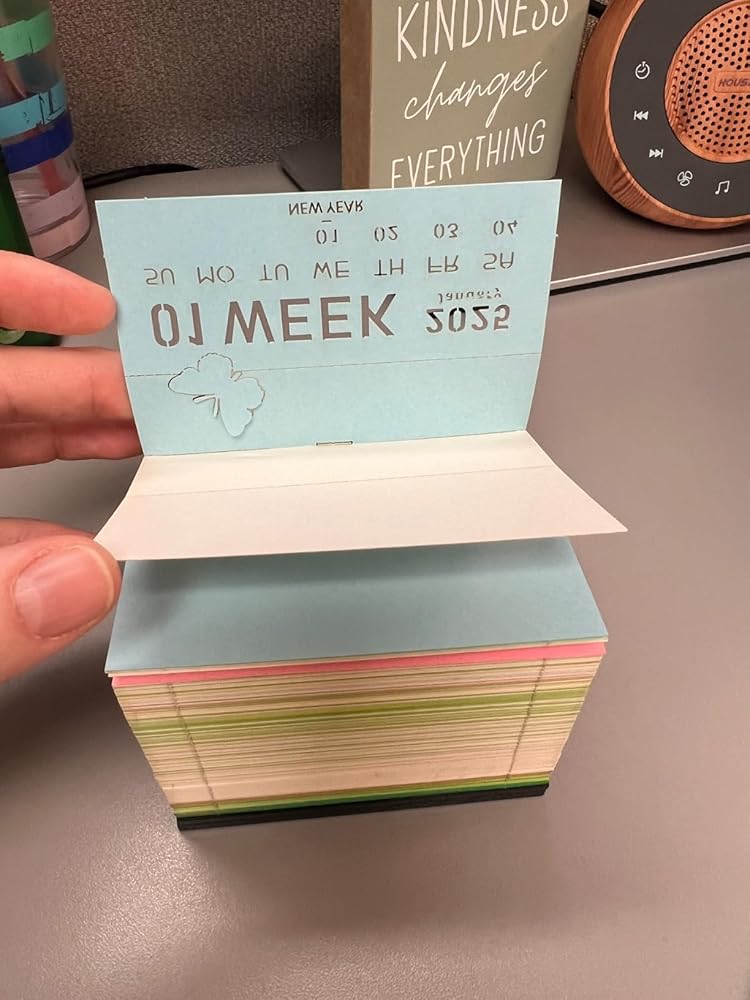 KINDNESS
changes
EVERYTHING
January
01 WEEK 2025
SU MO TU WE TH FR SA
01 02 03 04
NEW YEAR